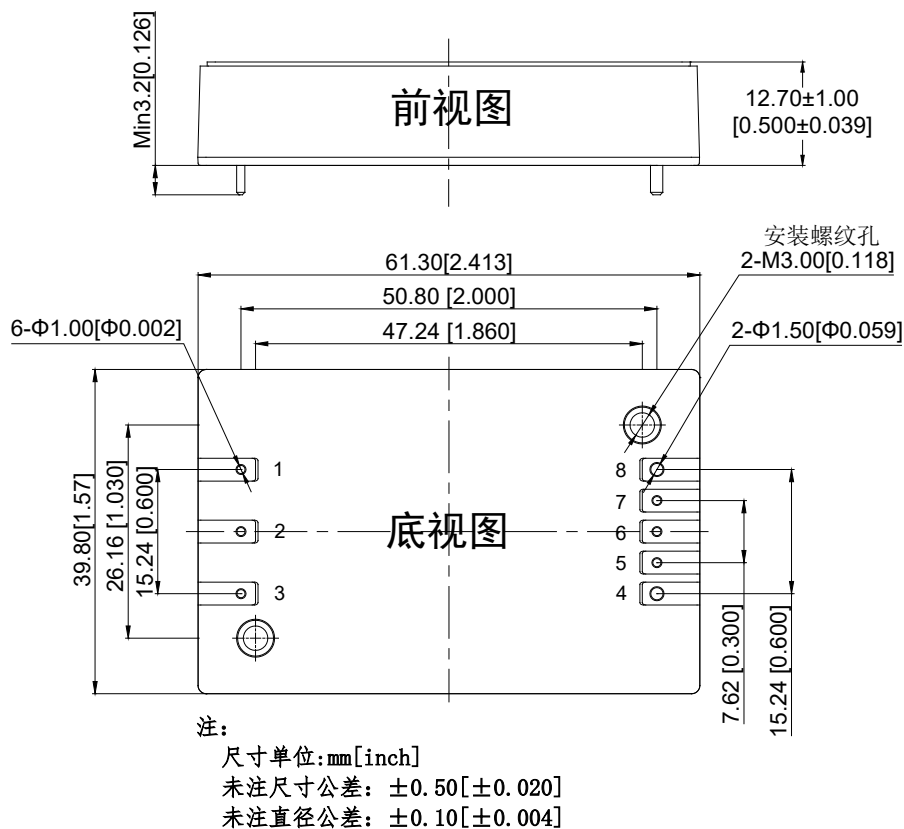 Min3.2[0.126]
前视图
12.70±1.00
[0.500±0.039]
安装螺纹孔
2-M3.00[0.118]
61.30[2.413]
50.80 [2.000]
6-Φ1.00[Φ0.002]
47.24 [1.860]
2-Φ1.50[Φ0.059]
39.80[1.57]
26.16 [1.030]
15.24 [0.600]
1
2
3
底视图
8
7
6
5
4
7.62 [0.300]
15.24 [0.600]
注:
尺寸单位:mm[inch]
未注尺寸公差: ±0.50[±0.020]
未注直径公差: ±0.10[±0.004]